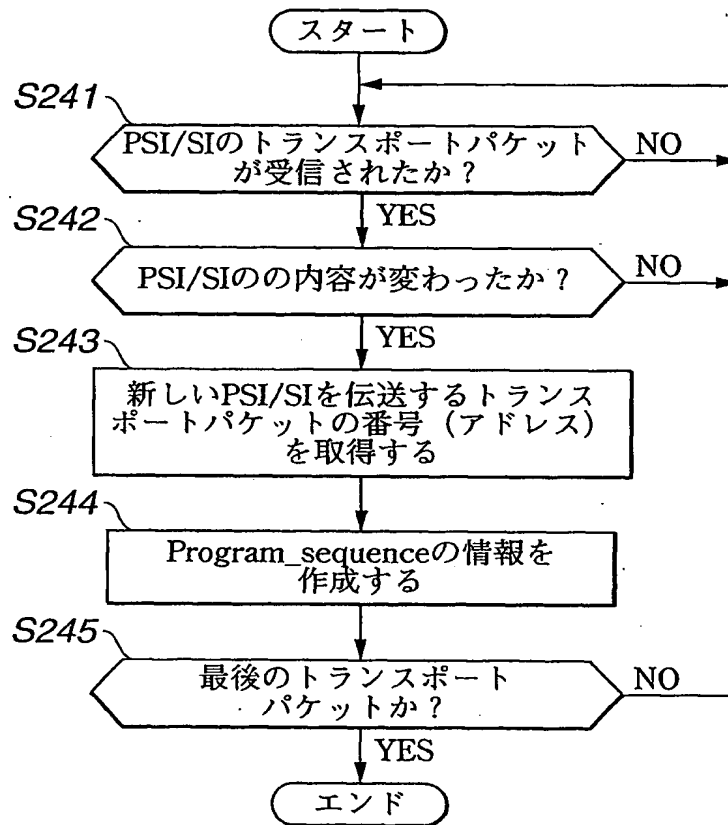 スタート
S241
PSI/SIのトランスポートパケット
が受信されたか？
NO
YES
S242
PSI/SIのの内容が変わったか？
NO
YES
S243
新しいPSI/SIを伝送するトランス
ポートパケットの番号（アドレス）
を取得する
S244
Program_sequenceの情報を
作成する
S245
最後のトランスポート
パケットか？
NO
YES
エンド